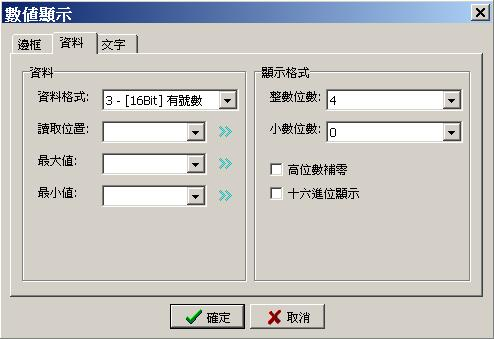 數值顯示
邊框 資料 文字
資料
資料格式: 3 - [16Bit] 有號數
讀取位置:
最大值:
最小值:
顯示格式
整數位數: 4
小數位數: 0
高位數補零
十六進位顯示
確定 取消